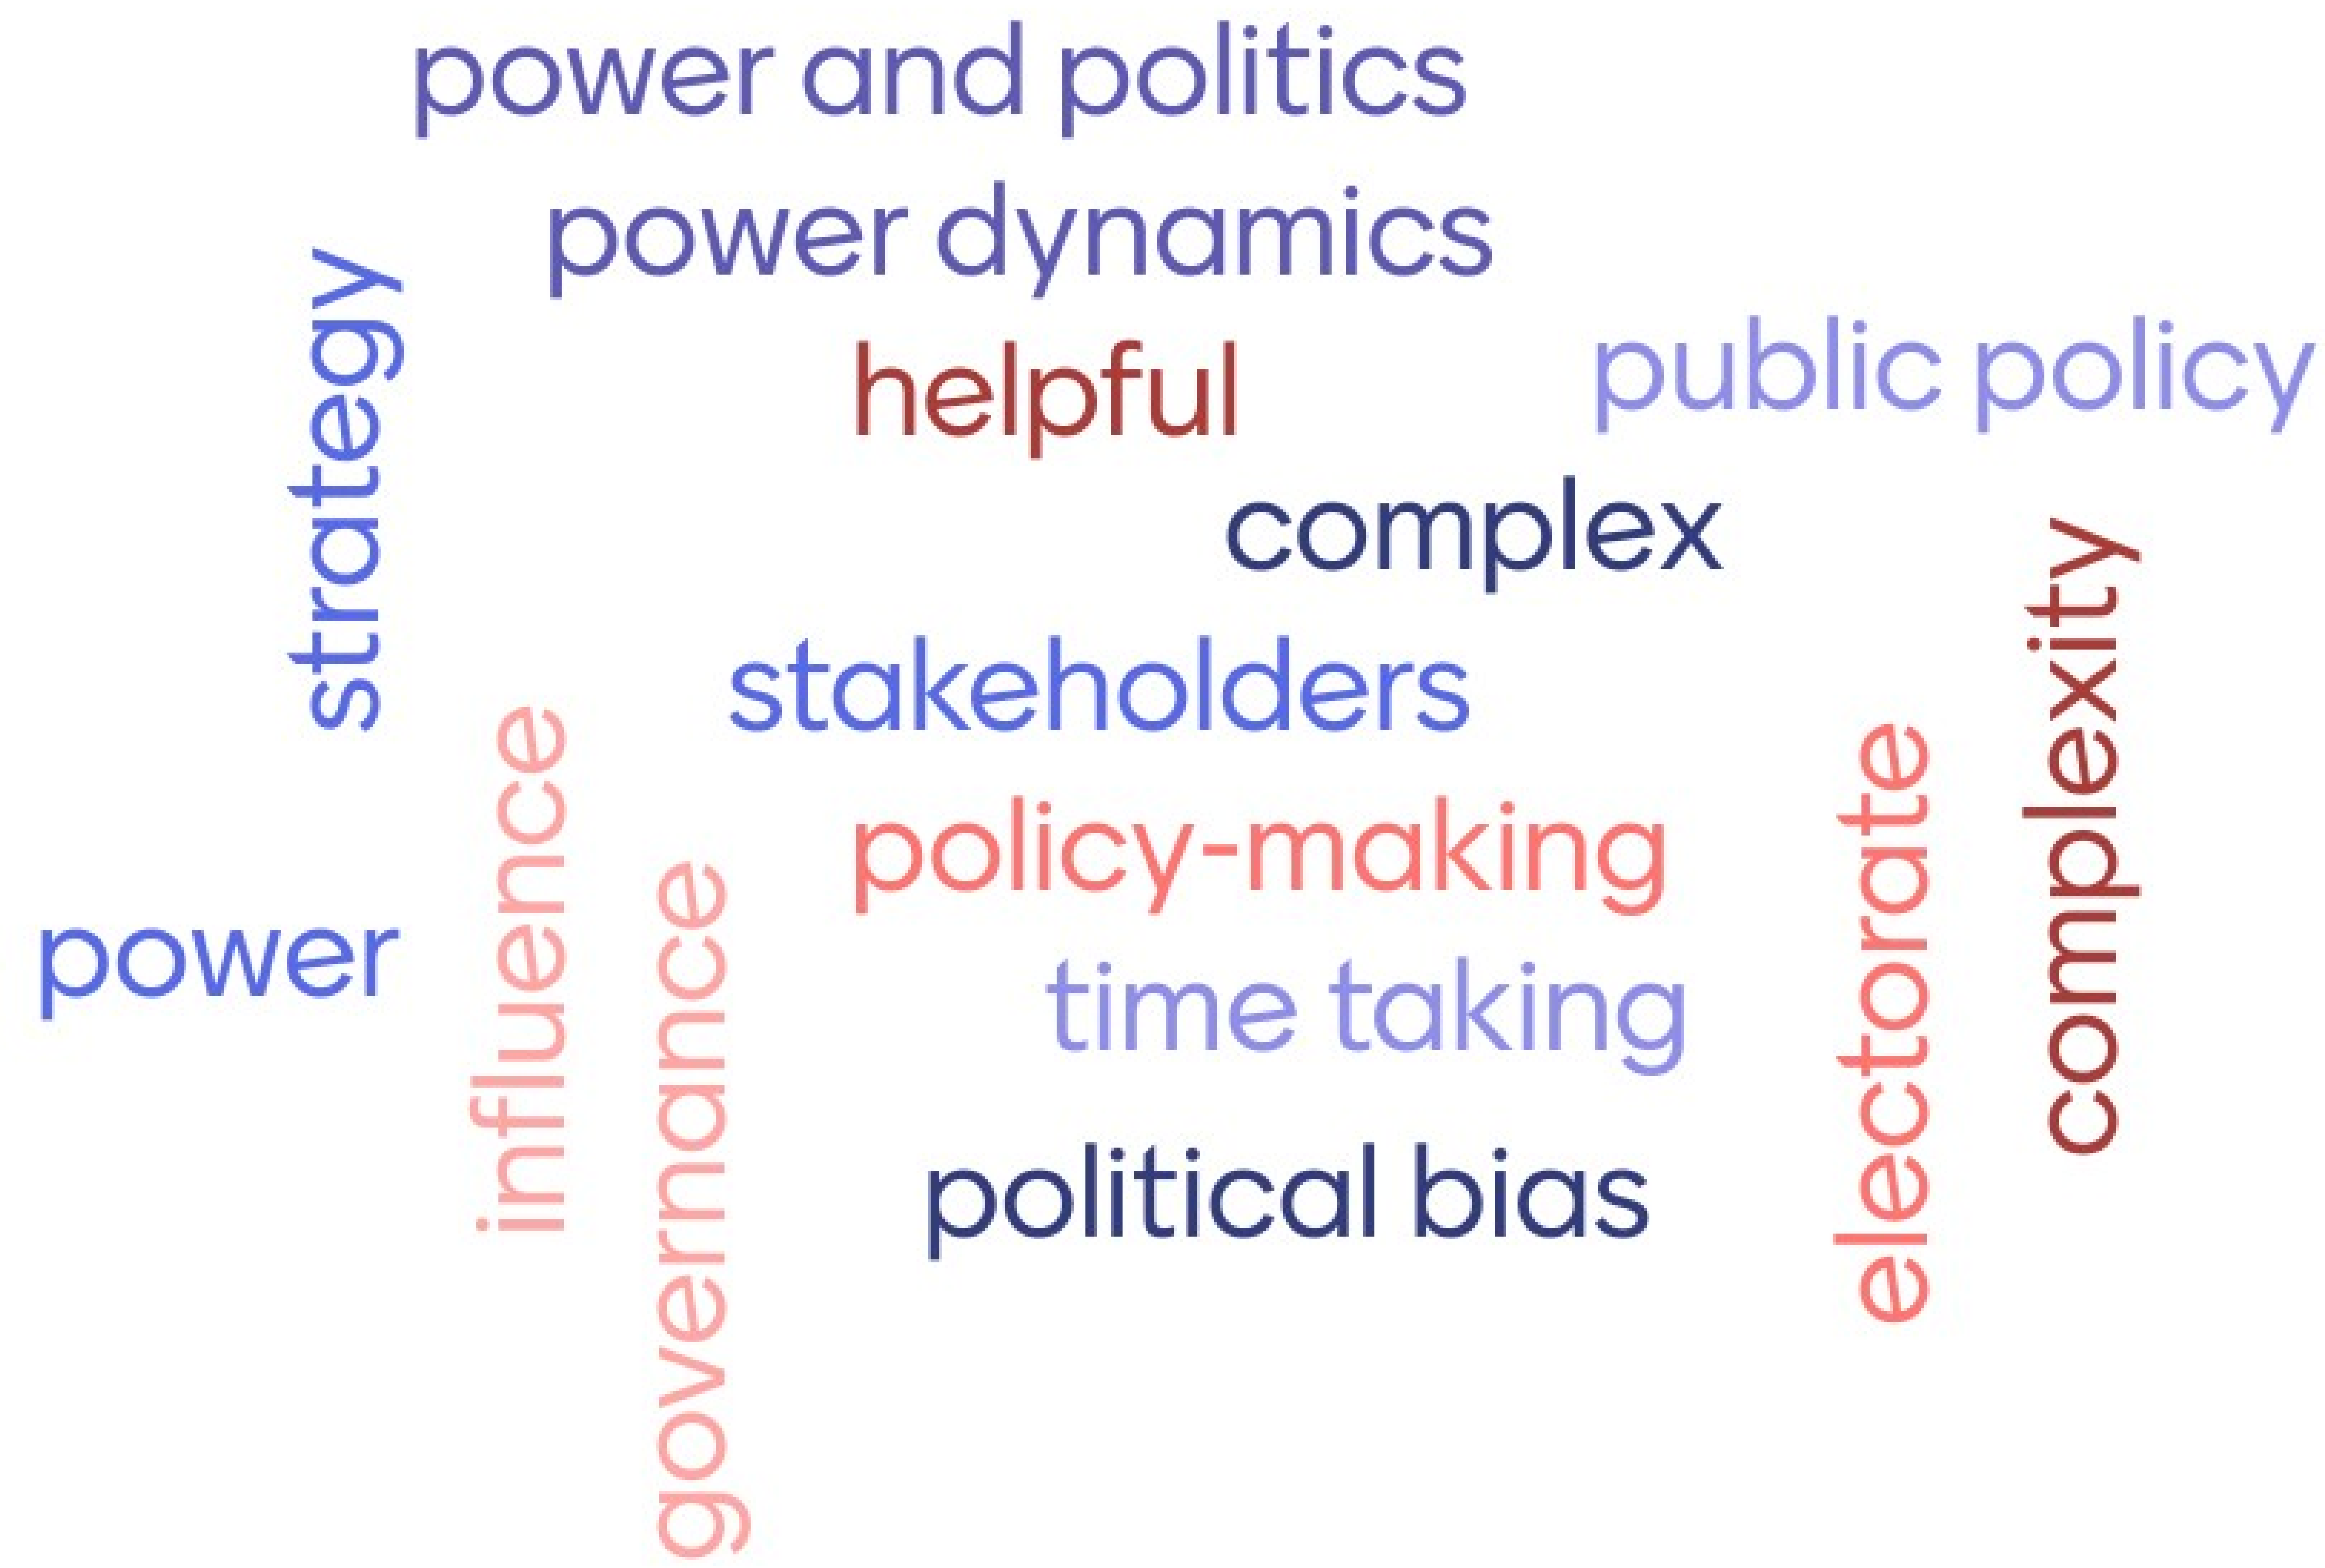 power and politics
power dynamics
strategy
helpful
public policy
complex
complexity
stakeholders
influence
electorate
policy-making
governance
power
time taking
political bias